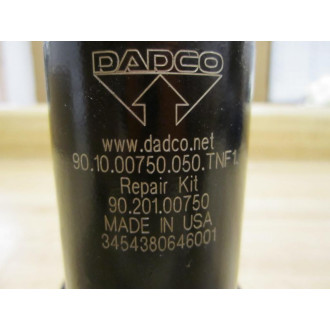 DADCO
www.dadco.net
90.10.00750.050.TNF1.
Repair Kit
90.201.00750
MADE IN USA
3454380646001